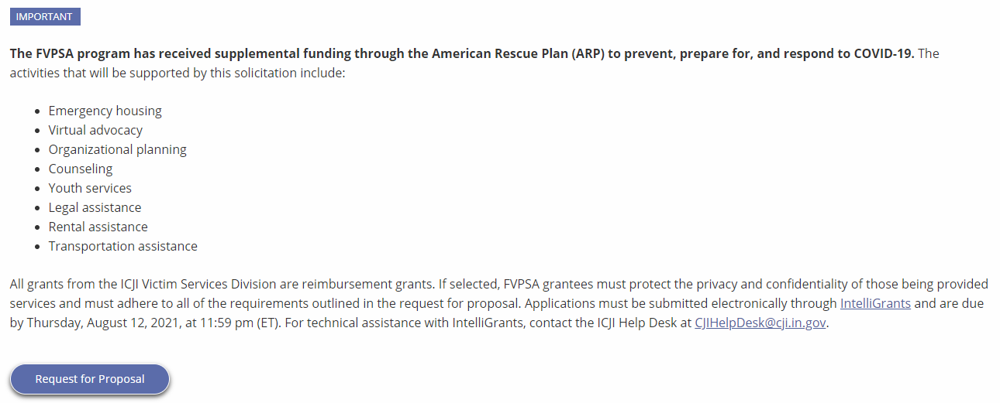 IMPORTANT
The FVPSA program has received supplemental funding through the American Rescue Plan (ARP) to prevent, prepare for, and respond to COVID-19. The
activities that will be supported by this solicitation include:
• Emergency housing
• Virtual advocacy
• Organizational planning
• Counseling
• Youth services
• Legal assistance
• Rental assistance
• Transportation assistance
All grants from the ICJI Victim Services Division are reimbursement grants. If selected, FVPSA grantees must protect the privacy and confidentiality of those being provided
services and must adhere to all of the requirements outlined in the request for proposal. Applications must be submitted electronically through IntelliGrants and are due
by Thursday, August 12, 2021, at 11:59 pm (ET). For technical assistance with IntelliGrants, contact the ICJI Help Desk at CJIHelpDesk@cji.in.gov.
Request for Proposal